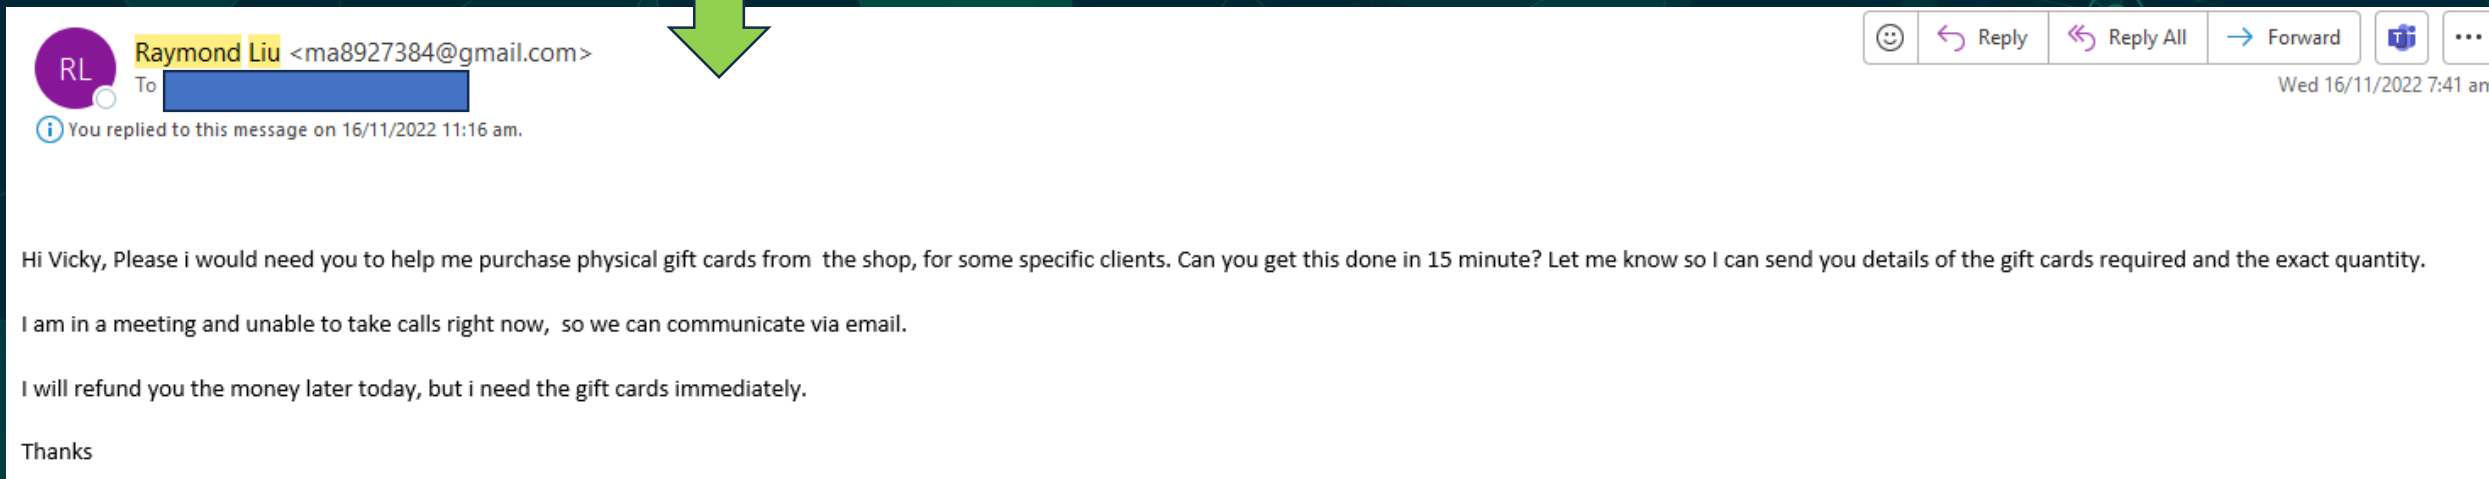 RL
Raymond Liu <ma8927384@gmail.com>
To
Reply
Reply All
Forward
Wed 16/11/2022 7:41 am
You replied to this message on 16/11/2022 11:16 am.
Hi Vicky, Please i would need you to help me purchase physical gift cards from  the shop, for some specific clients. Can you get this done in 15 minute? Let me know so I can send you details of the gift cards required and the exact quantity.
I am in a meeting and unable to take calls right now,  so we can communicate via email.
I will refund you the money later today, but i need the gift cards immediately.
Thanks